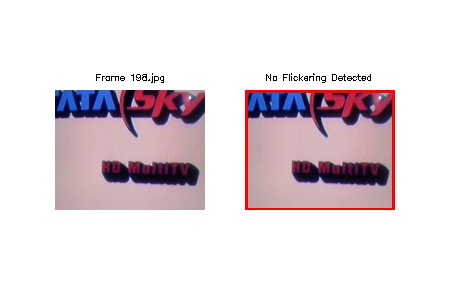 Frame 198.jpg
No Flickering Detected
TATA Sky
TATA Sky
HD MultiTV
HD MultiTV